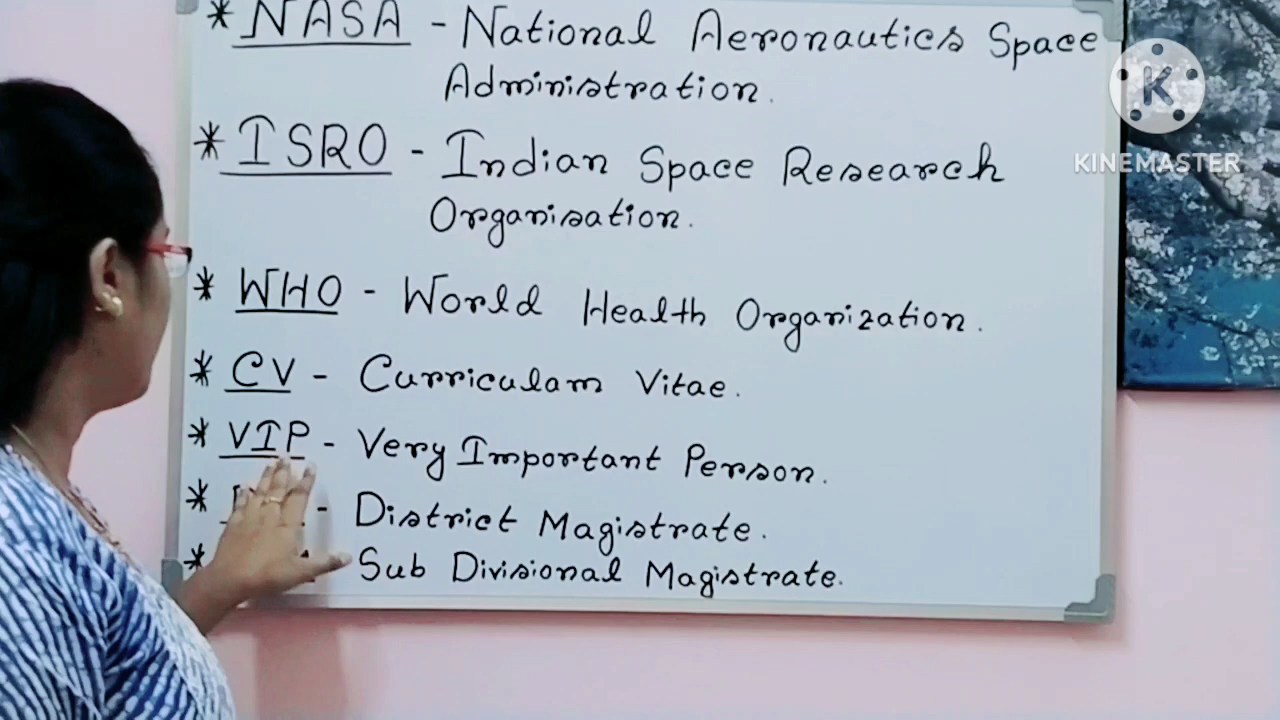 * NASA - National Aeronautics Space
Administration.
* ISRO - Indian Space Research
Organisation.
* WHO - World Health Organization.
* CV - Curriculam Vitae.
* VIP - Very Important Person.
* - District Magistrate.
* Sub Divisional Magistrate.
K
KINEMASTER